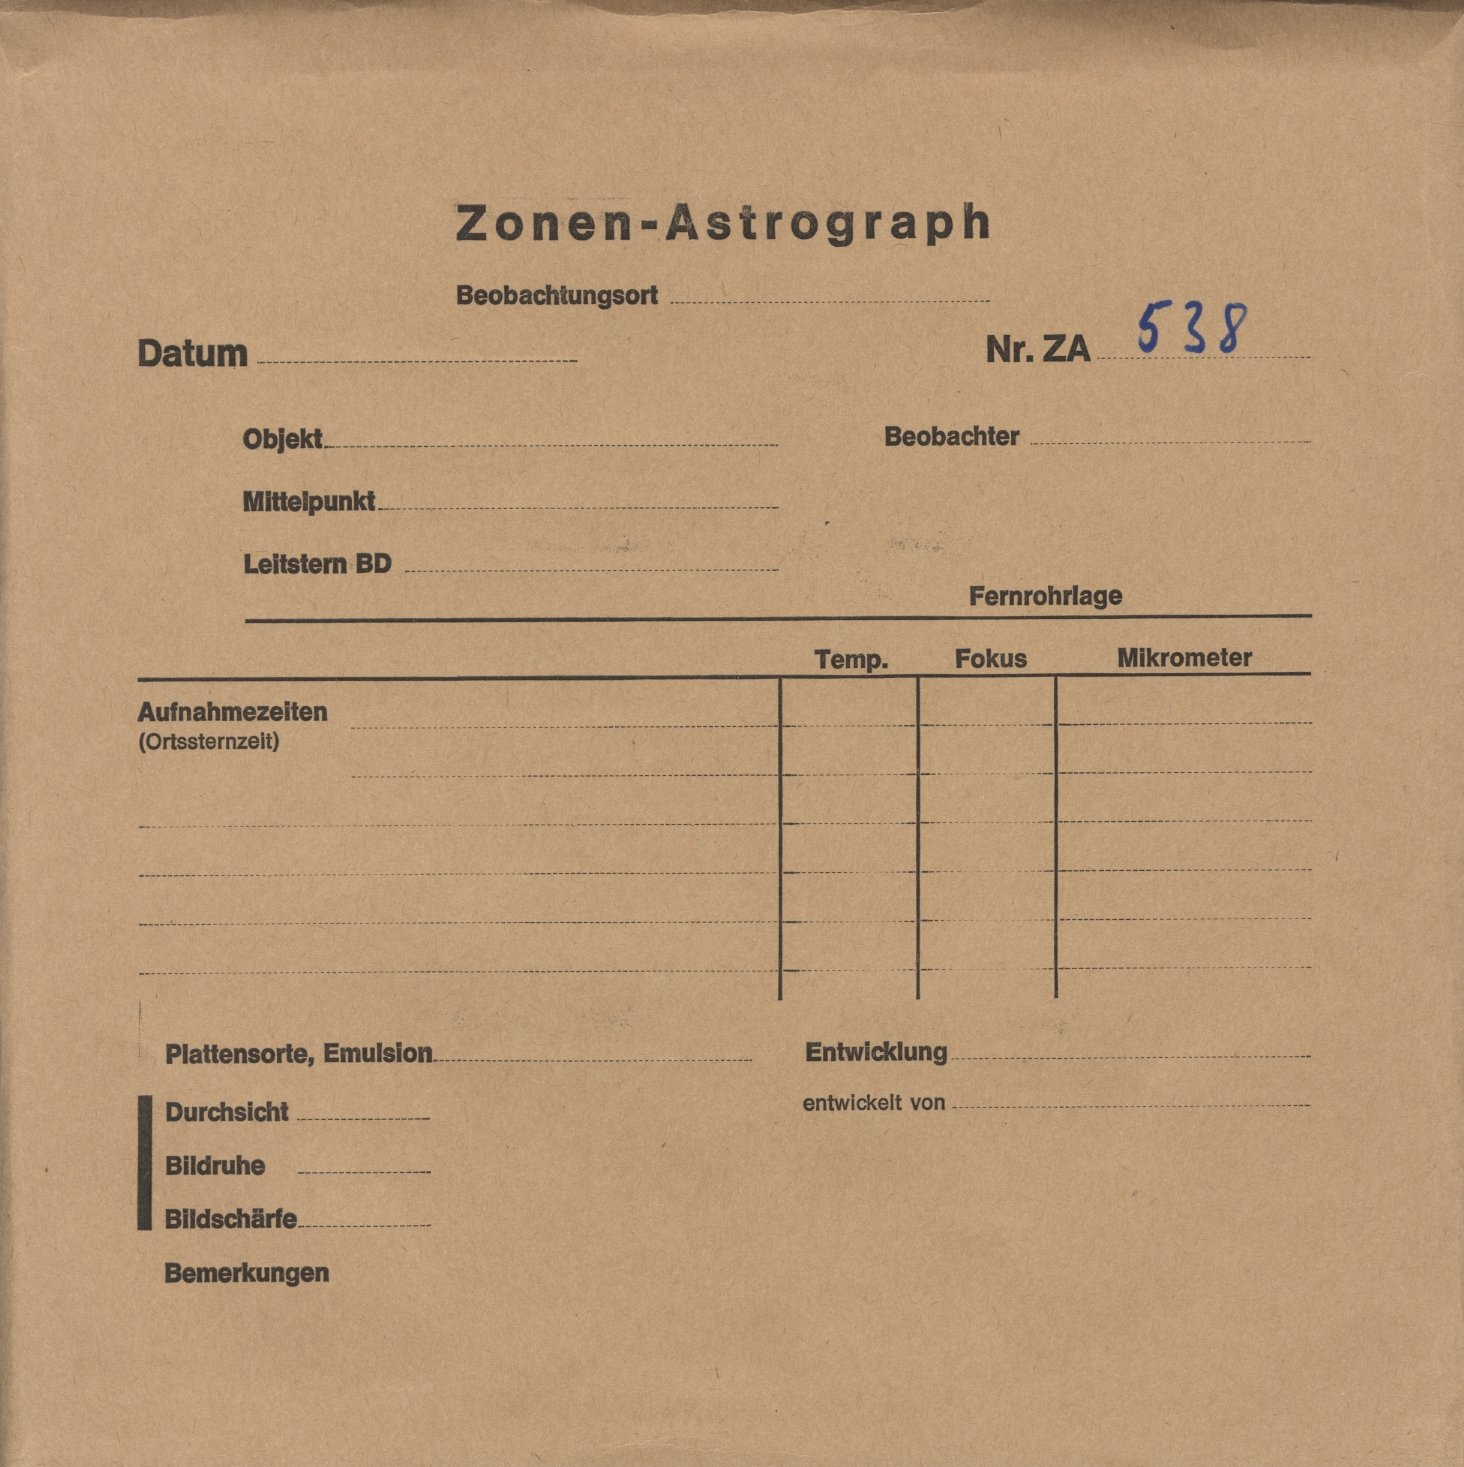 Zonen-Astrograph
Beobachtungsort
Datum
Nr. ZA 538
Objekt
Beobachter
Mittelpunkt
Leitstern BD
Fernrohrlage
Temp. Fokus Mikrometer
Aufnahmezeiten
(Ortssternzeit)
Plattensorte, Emulsion
Entwicklung
Durchsicht
entwickelt von
Bildruhe
Bildschärfe
Bemerkungen